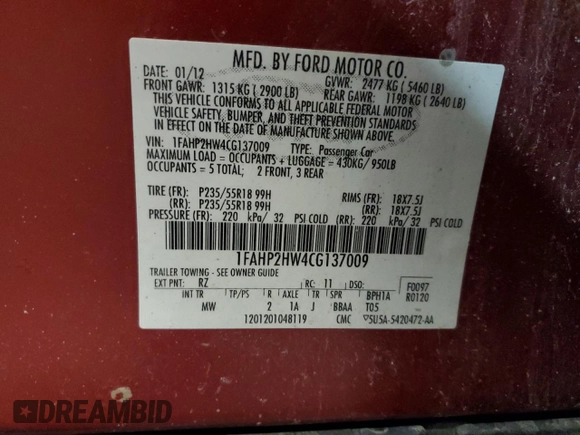 MFD. BY FORD MOTOR CO.
DATE: 01/12 GVWR: 2477 KG ( 5460 LB)
FRONT GAWR: 1315 KG ( 2900 LB) REAR GAWR: 1198 KG ( 2640 LB)
THIS VEHICLE CONFORMS TO ALL APPLICABLE FEDERAL MOTOR
VEHICLE SAFETY, BUMPER, AND THEFT PREVENTION STANDARDS
IN EFFECT ON THE DATE OF MANUFACTURE SHOWN ABOVE.
VIN: 1FAHP2HW4CG137009 TYPE: Passenger Car
MAXIMUM LOAD = OCCUPANTS + LUGGAGE = 430KG/ 950LB
OCCUPANTS = 5 TOTAL; 2 FRONT, 3 REAR
TIRE (FR): P235/55R18 99H RIMS (FR): 18X7.5J
(RR): P235/55R18 99H (RR): 18X7.5J
PRESSURE (FR): 220 kPa/ 32 PSI COLD (RR): 220 kPa/ 32 PSI COLD
1FAHP2HW4CG137009
TRAILER TOWING - SEE OWNER GUIDE
EXT PNT: RZ RC: 11 DSO: F0097
INT TR TP/PS R AXLE TR SPR BPH1A R0120
MW 2 1A J BBAA T05
1201201048119 CMC 5U5A-5420472-AA
DREAMBID